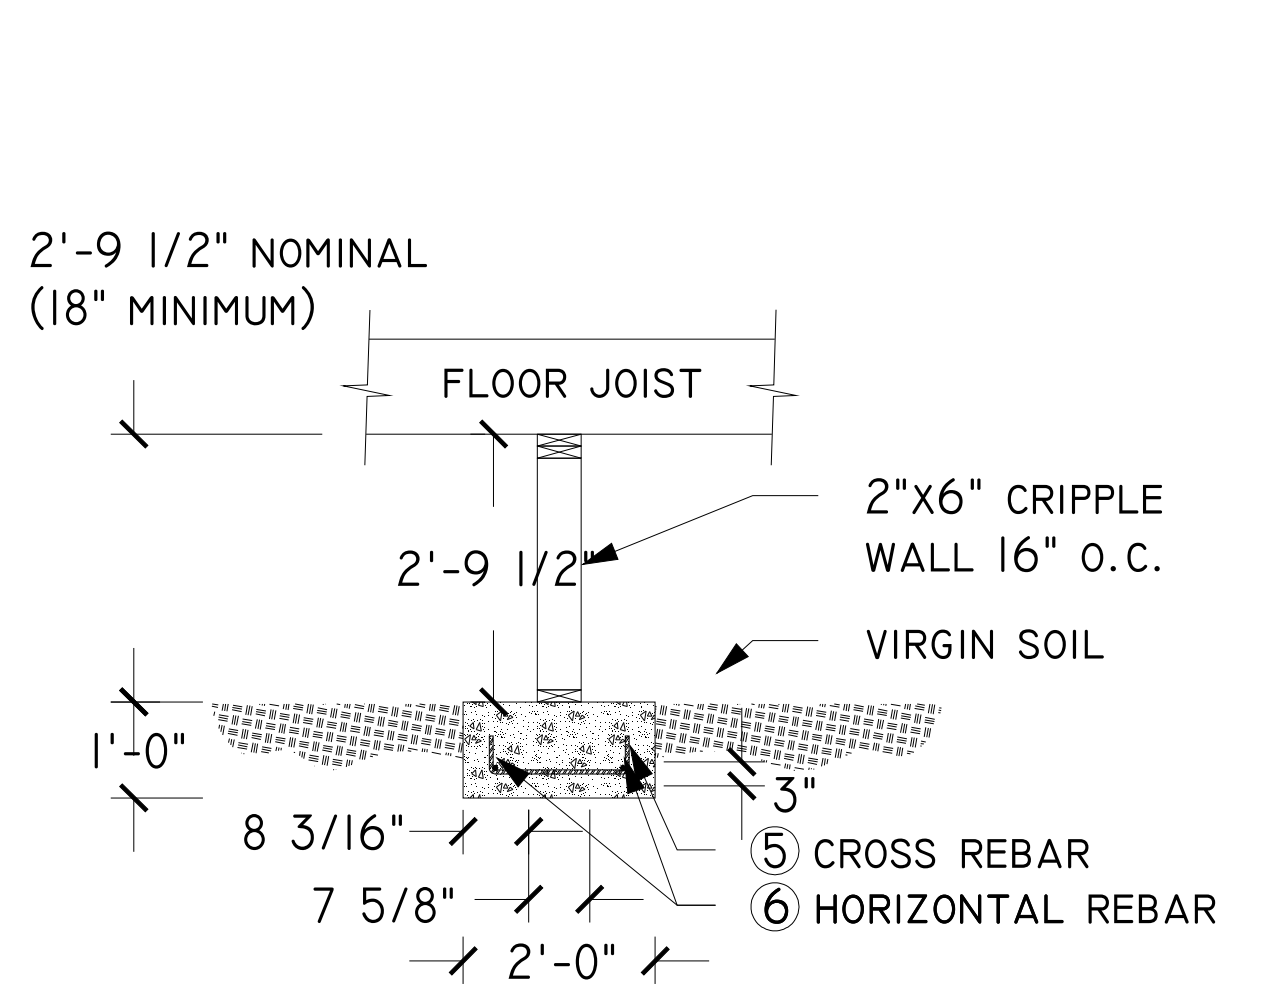 2'-9 1/2" NOMINAL
(18" MINIMUM)
FLOOR JOIST
2"X6" CRIPPLE
WALL 16" O.C.
2'-9 1/2"
VIRGIN SOIL
1'-0"
3"
8 3/16"
5 CROSS REBAR
7 5/8"
6 HORIZONTAL REBAR
2'-0"